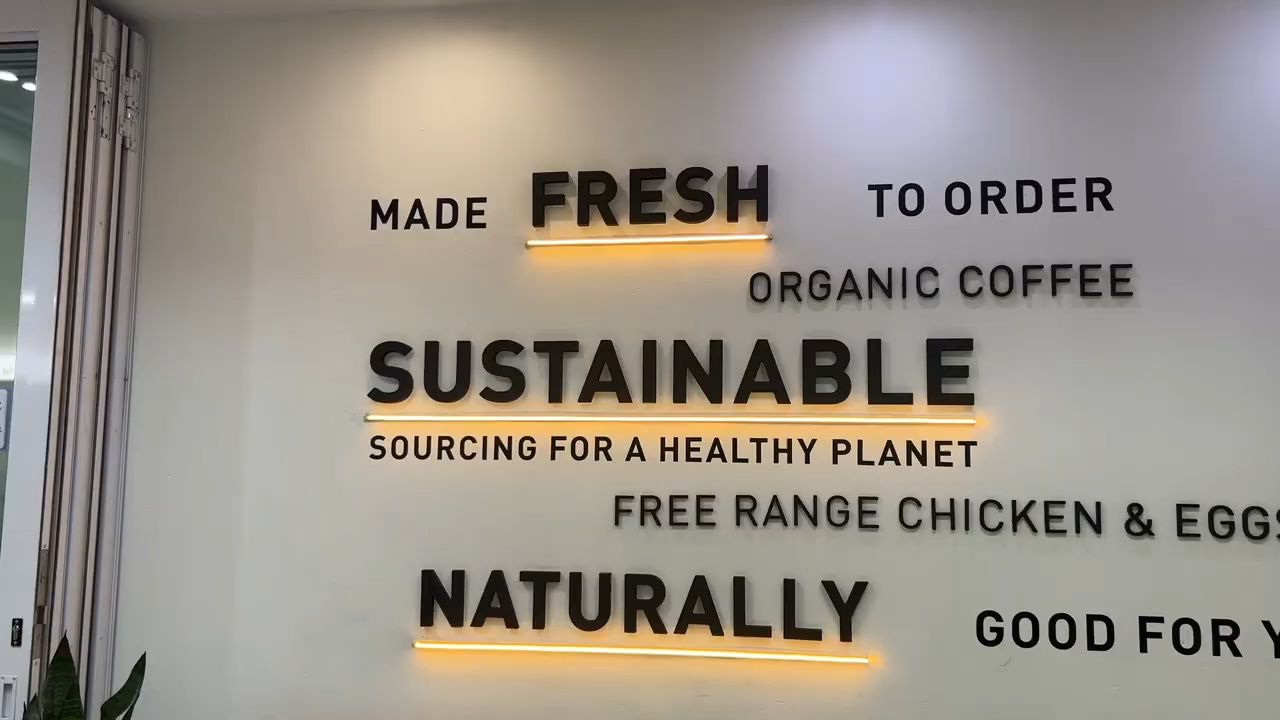 MADE FRESH TO ORDER
ORGANIC COFFEE
SUSTAINABLE
SOURCING FOR A HEALTHY PLANET
FREE RANGE CHICKEN & EGGS
NATURALLY GOOD FOR